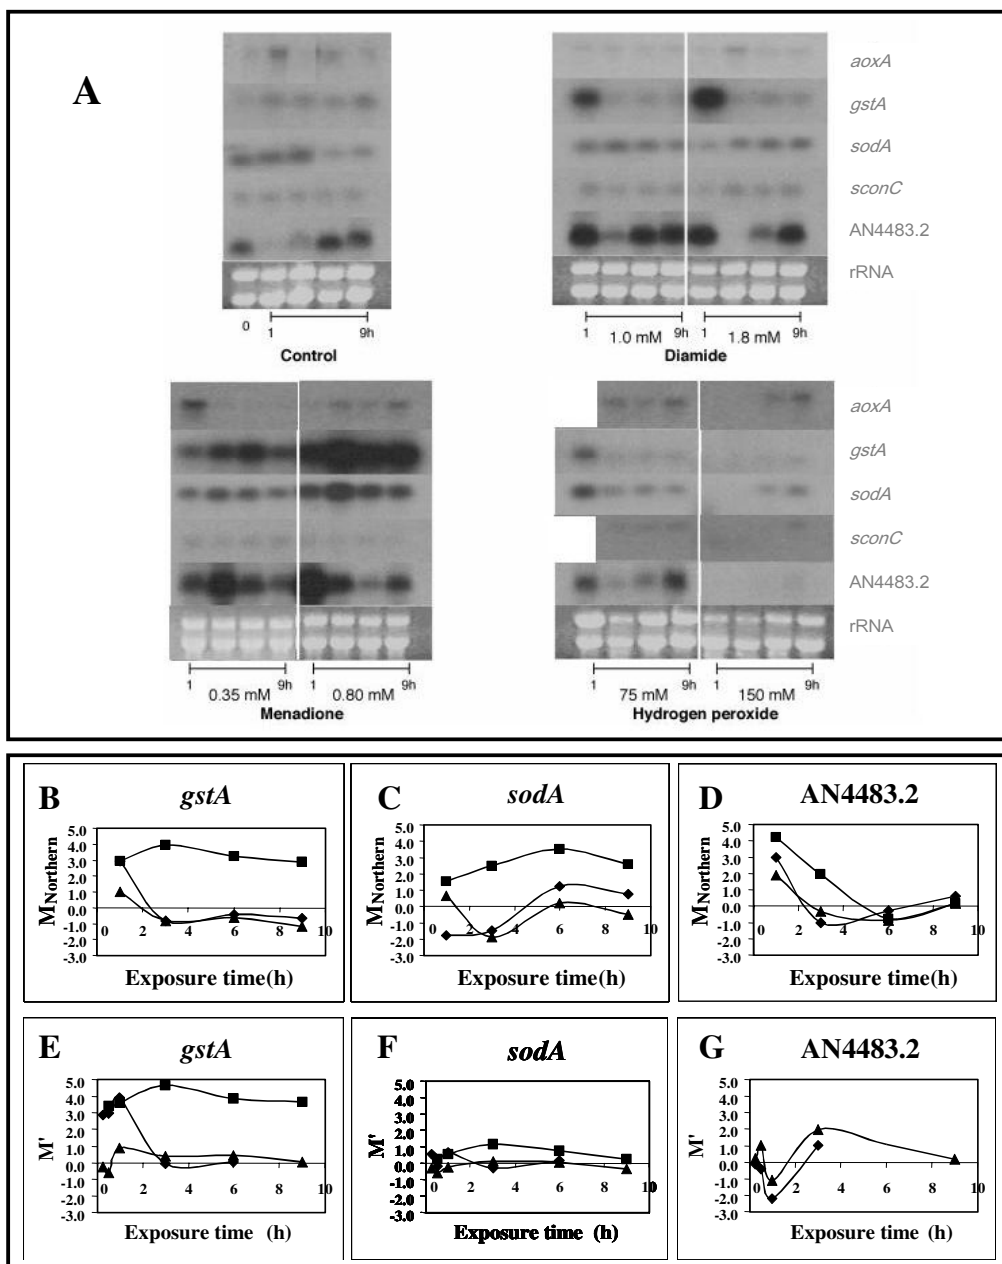 A
aoxA
gstA
sodA
sconC
AN4483.2
rRNA
0 1 9h
Control
1 1.0 mM 9h 1 1.8 mM 9h
Diamide
aoxA
gstA
sodA
sconC
AN4483.2
rRNA
1 0.35 mM 9h 1 0.80 mM 9h
Menadione
1 75 mM 9h 1 150 mM 9h
Hydrogen peroxide
B gstA
5.0
4.0
3.0
2.0
1.0
0.0
-1.0
-2.0
-3.0
0 2 4 6 8 10
M Northern
Exposure time(h)
C sodA
5.0
4.0
3.0
2.0
1.0
0.0
-1.0
-2.0
-3.0
0 2 4 6 8 10
M Northern
Exposure time(h)
D AN4483.2
5.0
4.0
3.0
2.0
1.0
0.0
-1.0
-2.0
-3.0
0 2 4 6 8 10
M Northern
Exposure time(h)
E gstA
5.0
4.0
3.0
2.0
1.0
0.0
-1.0
-2.0
-3.0
0 2 4 6 8 10
M'
Exposure time (h)
F sodA
5.0
4.0
3.0
2.0
1.0
0.0
-1.0
-2.0
-3.0
0 2 4 6 8 10
M'
Exposure time (h)
G AN4483.2
5.0
4.0
3.0
2.0
1.0
0.0
-1.0
-2.0
-3.0
0 2 4 6 8 10
M'
Exposure time (h)